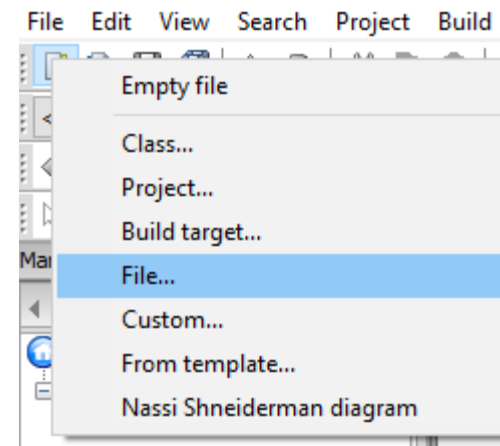 File Edit View Search Project Build
Empty file
Class...
Project...
Build target...
File...
Custom...
From template...
Nassi Shneiderman diagram